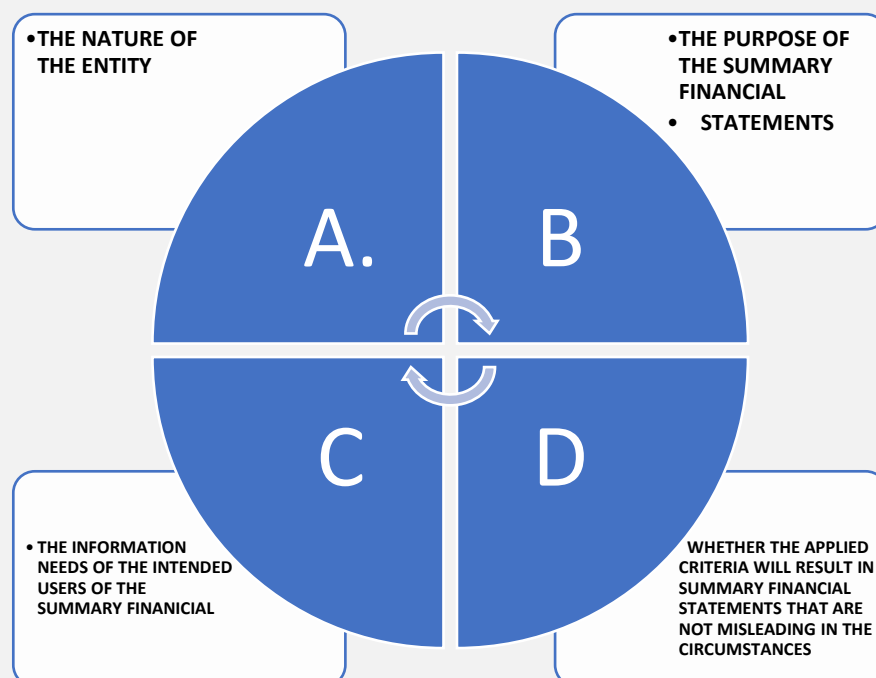 •THE NATURE OF
THE ENTITY
•THE PURPOSE OF
THE SUMMARY
FINANCIAL
• STATEMENTS
A.
B
C
D
• THE INFORMATION
NEEDS OF THE INTENDED
USERS OF THE
SUMMARY FINANICIAL
WHETHER THE APPLIED
CRITERIA WILL RESULT IN
SUMMARY FINANCIAL
STATEMENTS THAT ARE
NOT MISLEADING IN THE
CIRCUMSTANCES